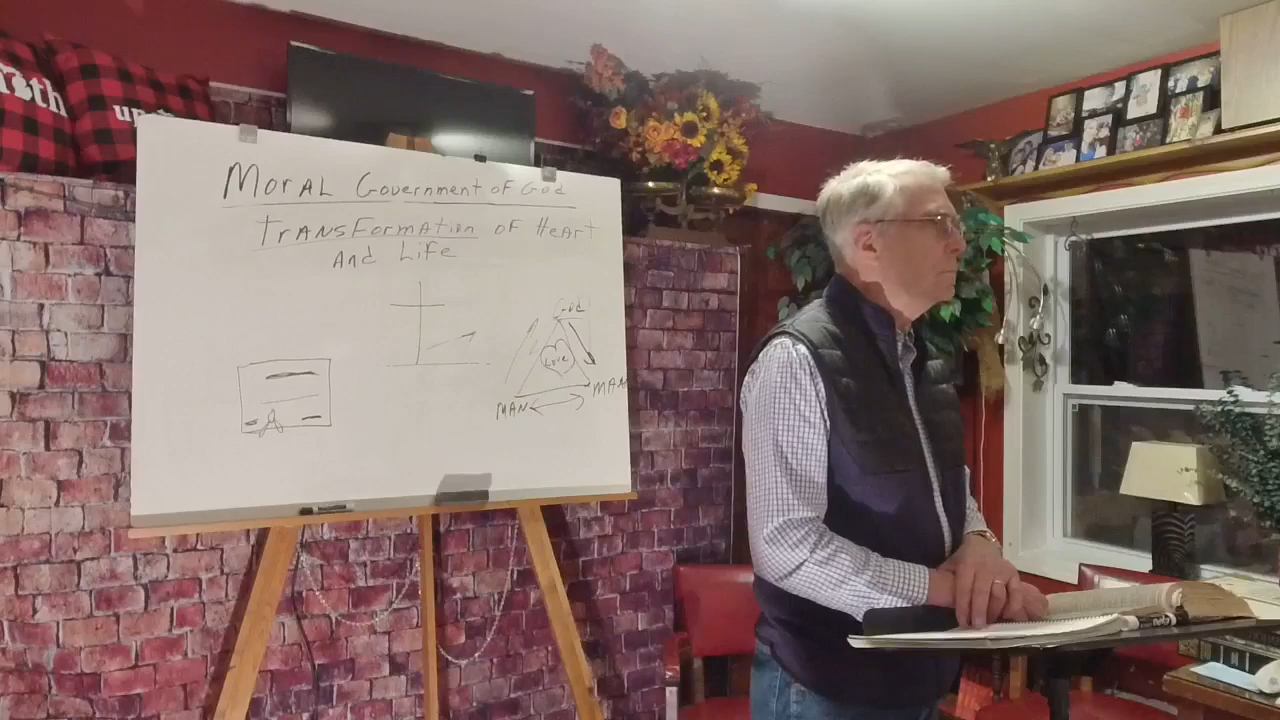 Moral Government of God
Transformation of Heart
And Life
God
Love
MAN
MAN